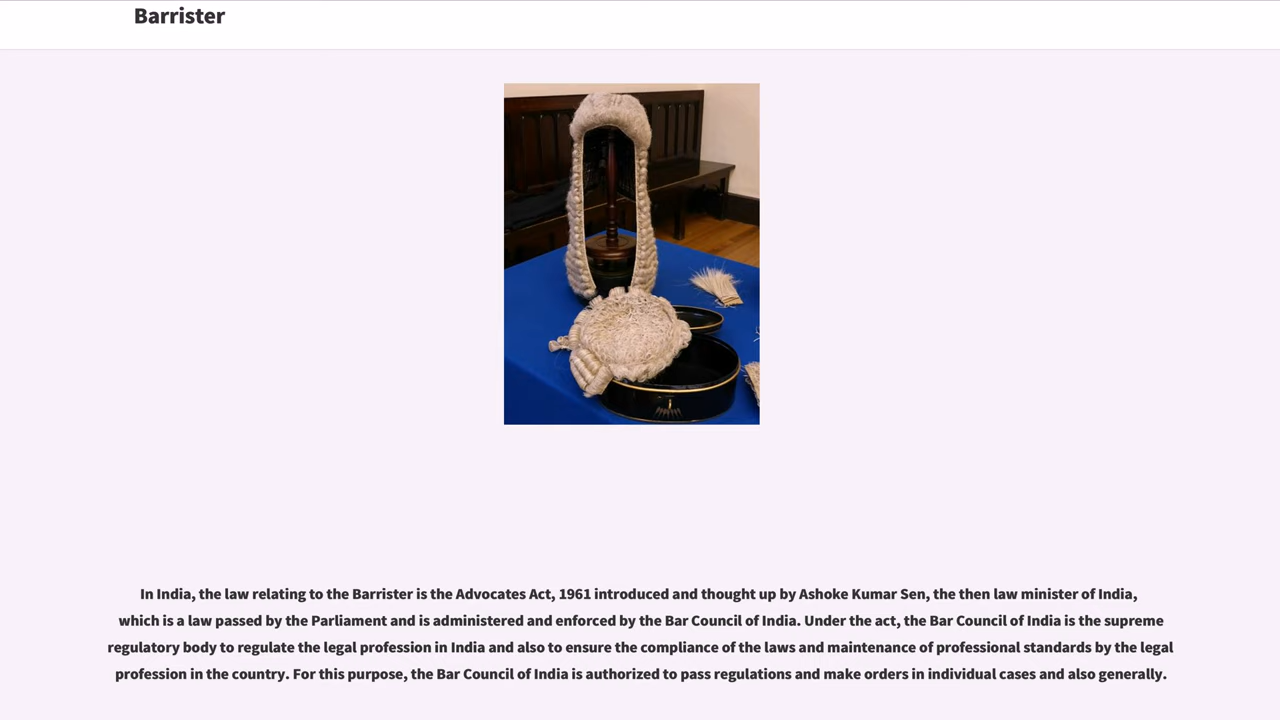 Barrister
In India, the law relating to the Barrister is the Advocates Act, 1961 introduced and thought up by Ashoke Kumar Sen, the then law minister of India,
which is a law passed by the Parliament and is administered and enforced by the Bar Council of India. Under the act, the Bar Council of India is the supreme
regulatory body to regulate the legal profession in India and also to ensure the compliance of the laws and maintenance of professional standards by the legal
profession in the country. For this purpose, the Bar Council of India is authorized to pass regulations and make orders in individual cases and also generally.